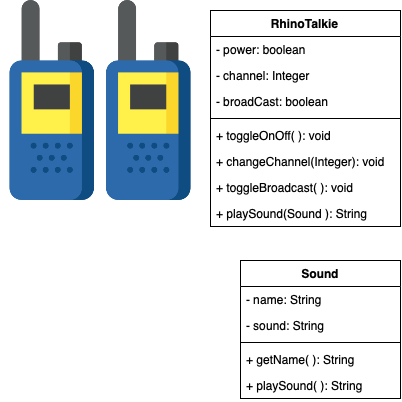 RhinoTalkie
- power: boolean
- channel: Integer
- broadCast: boolean
+ toggleOnOff( ): void
+ changeChannel(Integer): void
+ toggleBroadcast( ): void
+ playSound(Sound ): String
Sound
- name: String
- sound: String
+ getName( ): String
+ playSound( ): String